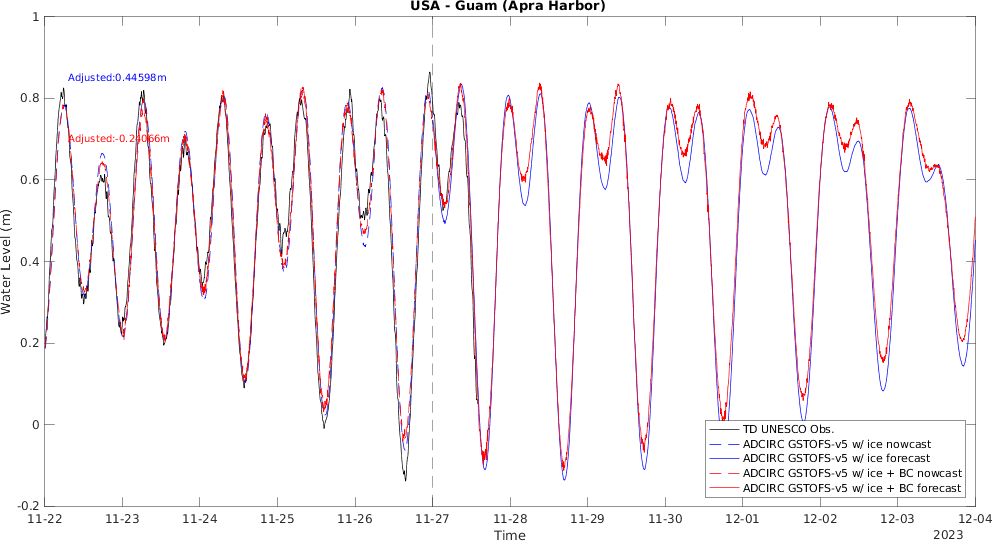 USA - Guam (Apra Harbor)
1
0.8
0.6
0.4
0.2
0
-0.2
Water Level (m)
Adjusted:0.44598m
Adjusted:-0.24066m
TD UNESCO Obs.
ADCIRC GSTOFS-v5 w/ ice nowcast
ADCIRC GSTOFS-v5 w/ ice forecast
ADCIRC GSTOFS-v5 w/ ice + BC nowcast
ADCIRC GSTOFS-v5 w/ ice + BC forecast
11-22 11-23 11-24 11-25 11-26 11-27 11-28 11-29 11-30 12-01 12-02 12-03 12-04
Time
2023